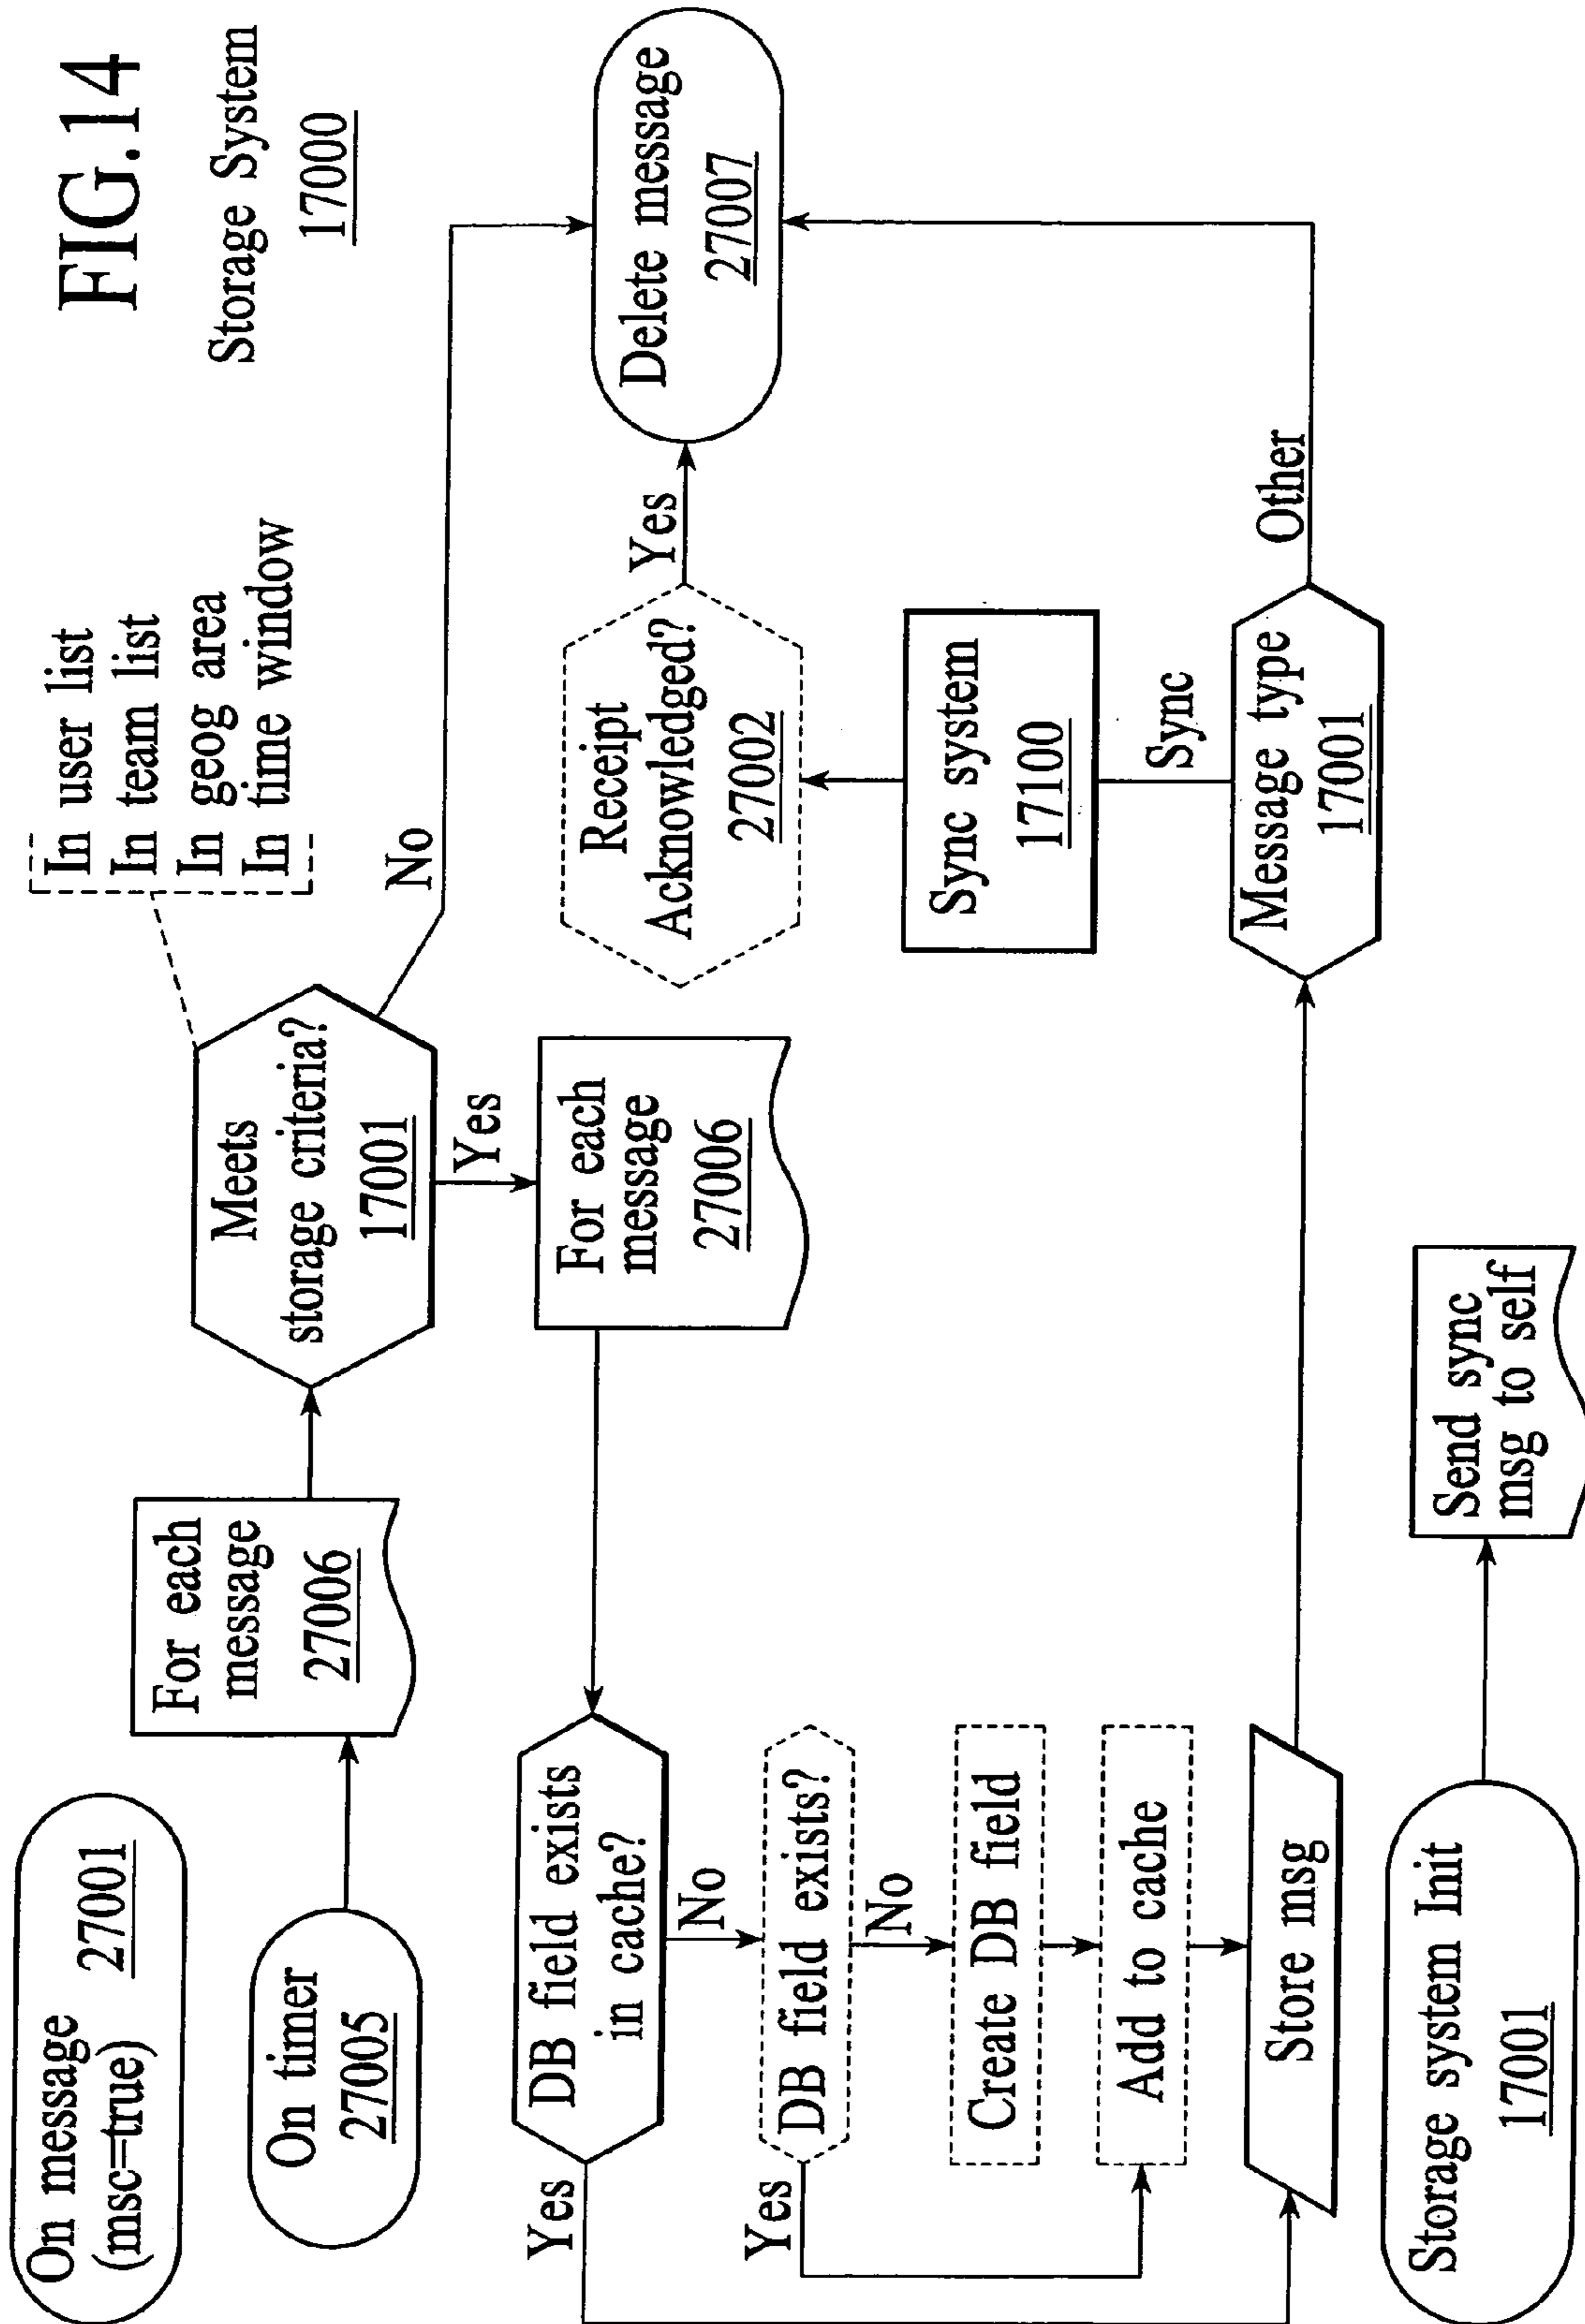 FIG.14
Storage System
17000
On message
(msc=true)
27001
On timer
27005
For each
message
27006
Meets
storage criteria?
17001
In user list
In team list
In geog area
In time window
No
Yes
For each
message
27006
DB field exists
in cache?
Yes
No
DB field exists?
Yes
No
Create DB field
Add to cache
Store msg
Message type
17001
Sync
Other
Sync system
17100
Receipt
Acknowledged?
27002
Yes
Delete message
27007
Storage system Init
17001
Send sync
msg to self